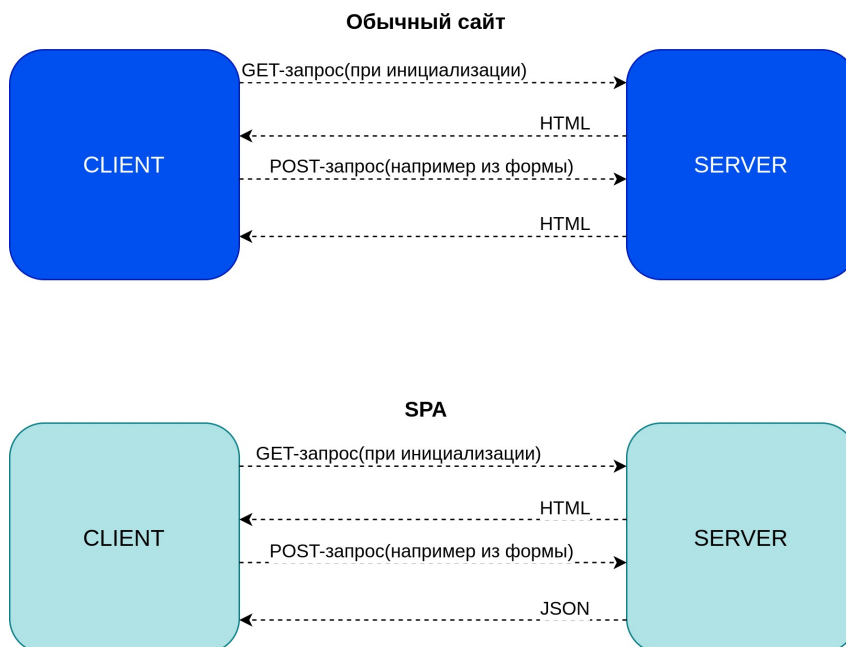 Обычный сайт
GET-запрос(при инициализации)
HTML
CLIENT
SERVER
POST-запрос(например из формы)
HTML
SPA
GET-запрос(при инициализации)
HTML
CLIENT
SERVER
POST-запрос(например из формы)
JSON